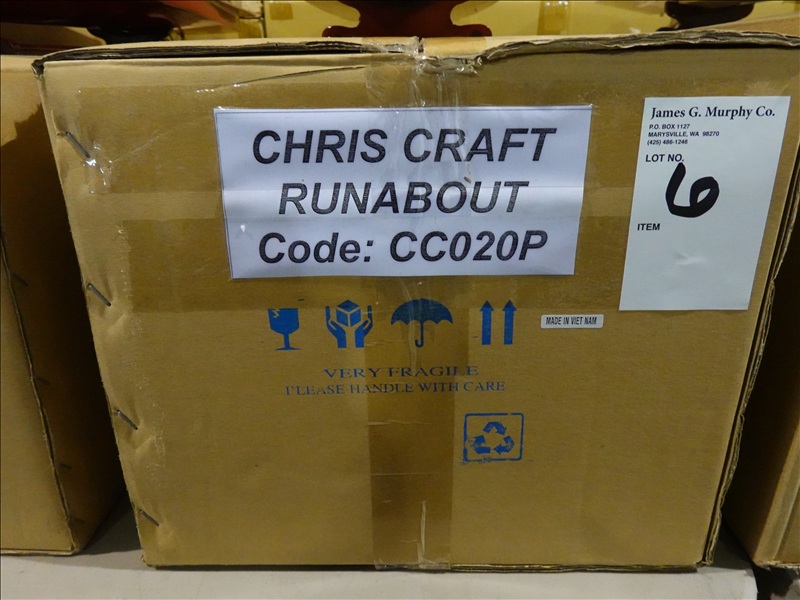 CHRIS CRAFT
RUNABOUT
Code: CC020P
James G. Murphy Co.
P.O. BOX 1127
MARYSVILLE, WA 98270
(425) 486-1246
LOT NO.
6
ITEM
MADE IN VIET NAM
VERY FRAGILE
PLEASE HANDLE WITH CARE